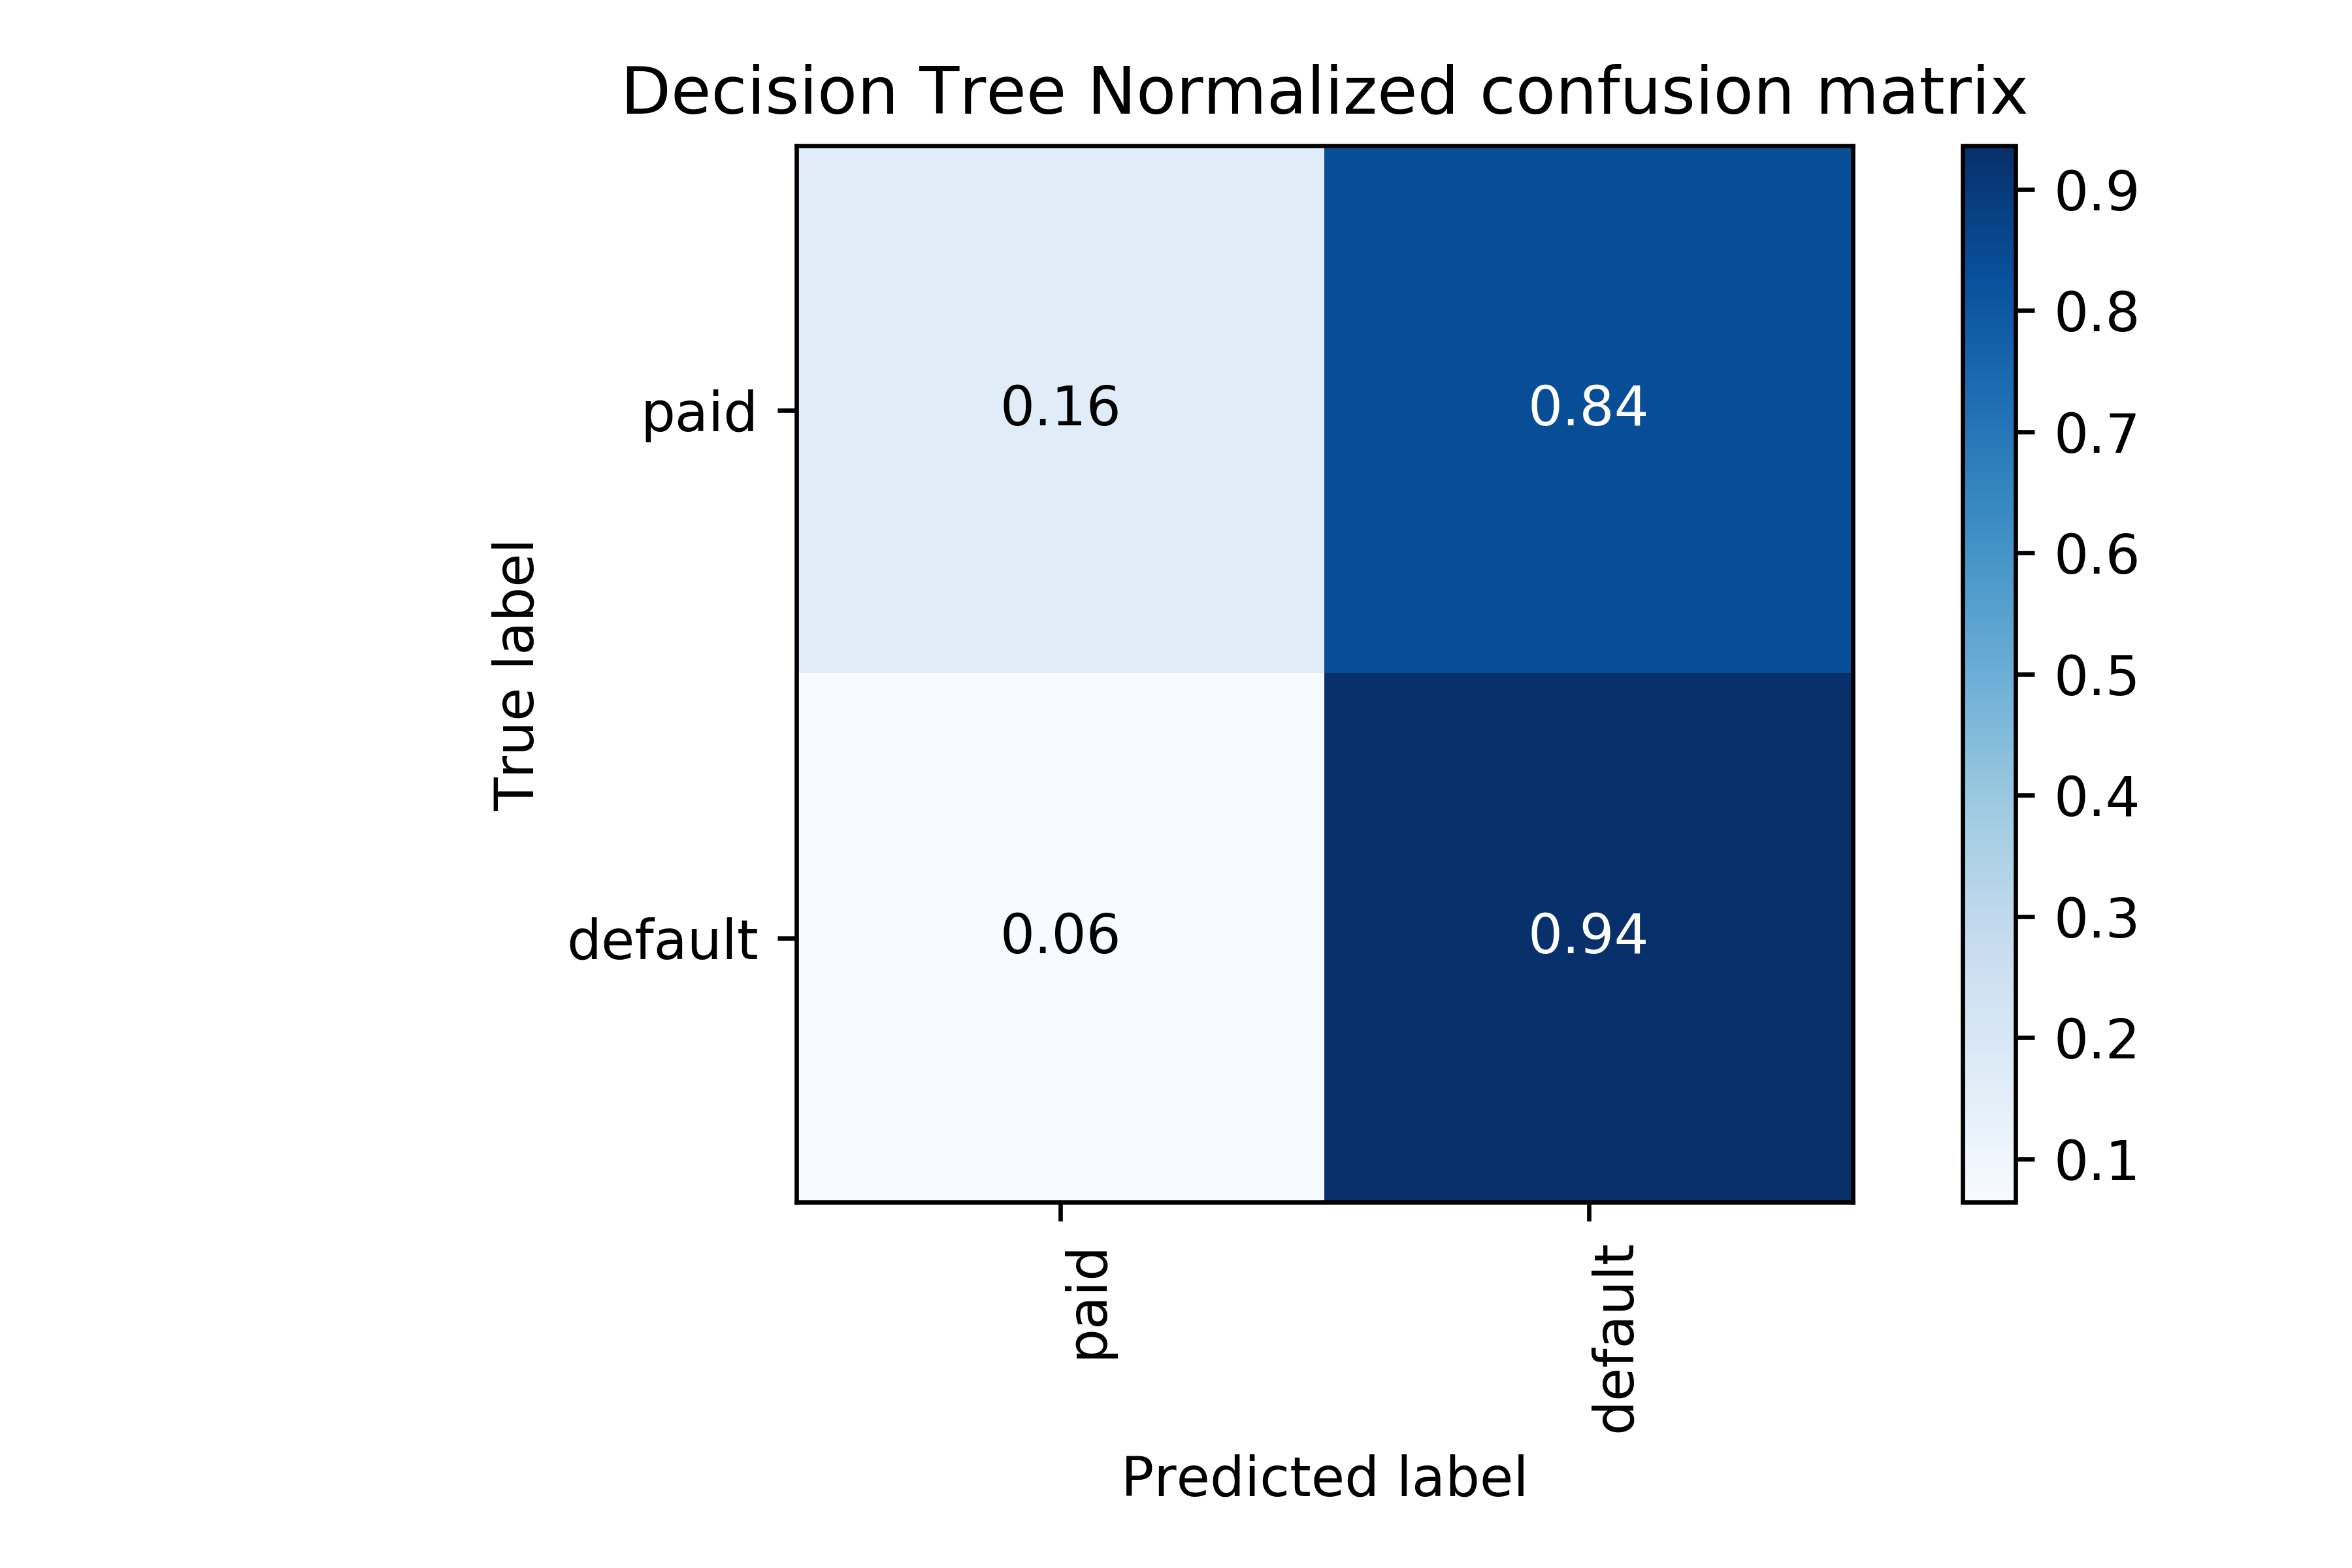 Decision Tree Normalized confusion matrix
True label
paid
default
0.16
0.84
0.06
0.94
paid
default
Predicted label
0.9
0.8
0.7
0.6
0.5
0.4
0.3
0.2
0.1